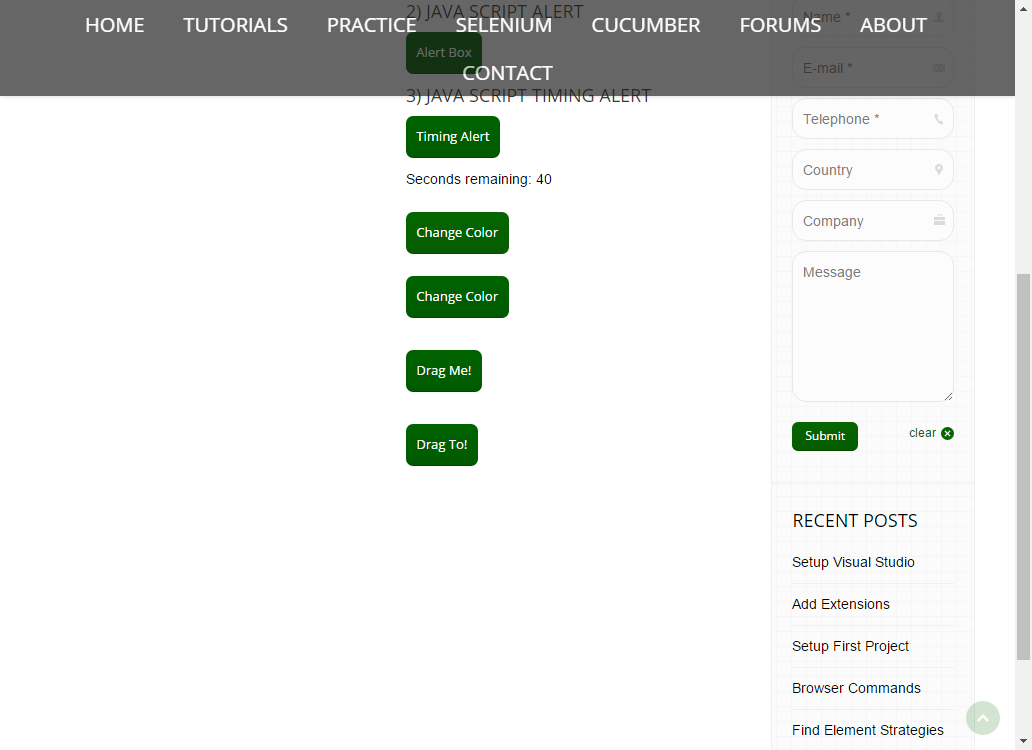 HOME TUTORIALS PRACTICE SELENIUM CUCUMBER FORUMS ABOUT
CONTACT
2) JAVA SCRIPT ALERT
Alert Box
3) JAVA SCRIPT TIMING ALERT
Timing Alert
Seconds remaining: 40
Change Color
Change Color
Drag Me!
Drag To!
Name *
E-mail *
Telephone *
Country
Company
Message
Submit
clear
RECENT POSTS
Setup Visual Studio
Add Extensions
Setup First Project
Browser Commands
Find Element Strategies